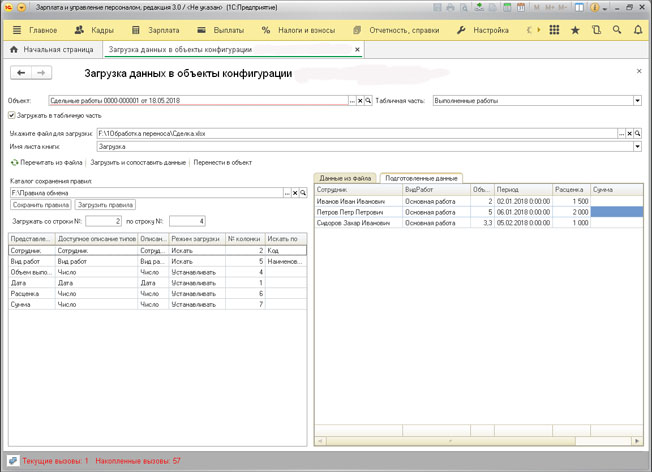 Зарплата и управление персоналом, редакция 3.0 / <Не указан> (1С:Предприятие)
M M+ M-
Главное Кадры Зарплата Выплаты % Налоги и взносы Отчетность, справки Настройка
Начальная страница Загрузка данных в объекты конфигурации ×
Загрузка данных в объекты конфигурации ×
Объект: Сдельные работы 0000-000001 от 18.05.2018 ... × Табличная часть: Выполненные работы
Загружать в табличную часть
Укажите файл для загрузки: F:\1Обработка переноса\Сделка.xlsx ... ×
Имя листа книги: Загрузка
Перечитать из файла Загрузить и сопоставить данные Перенести в объект
Каталог сохранения правил:
F:\Правила обмена ... ×
Сохранить правила Загрузить правила
Загружать со строки №: 2 по строку №: 4
Представле... Доступное описание типов Описан... Режим загрузки № колонки Искать по
Сотрудник Сотрудник Сотруд... Искать 2 Код
Вид работ Вид работ Вид ра... Искать 5 Наименов...
Объем выпо... Число Число Устанавливать 4
Дата Дата Дата Устанавливать 1
Расценка Число Число Устанавливать 6
Сумма Число Число Устанавливать 7
Данные из файла Подготовленные данные
Сотрудник ВидРабот Объ... Период Расценка Сумма
Иванов Иван Иванович Основная работа 2 02.01.2018 0:00:00 1 500
Петров Петр Петрович Основная работа 5 06.01.2018 0:00:00 2 000
Сидоров Захар Иванович Основная работа 3,3 05.02.2018 0:00:00 1 000
Текущие вызовы: 1 Накопленные вызовы: 57